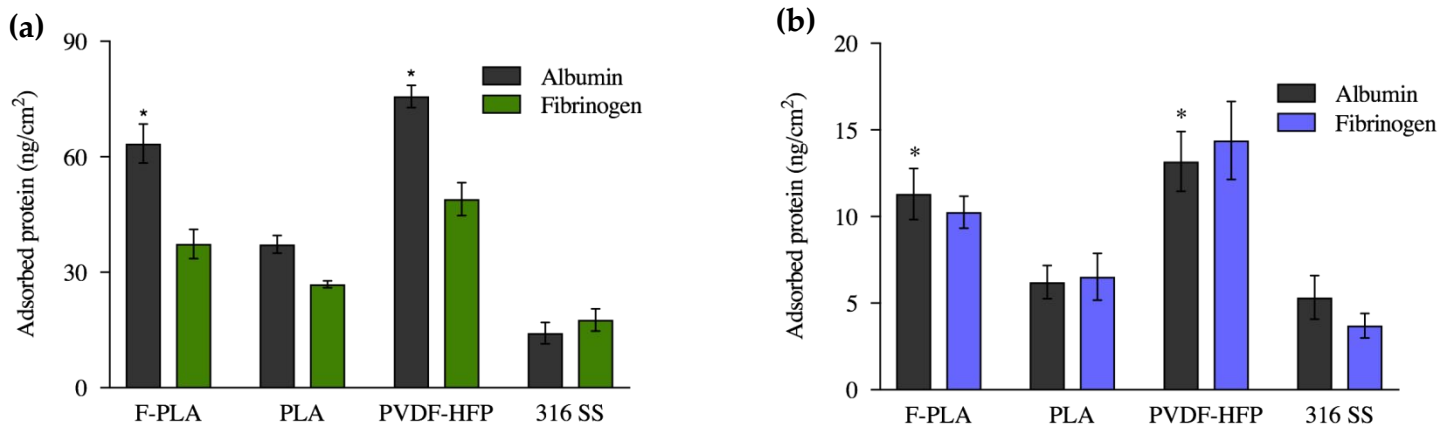 (a)
Adsorbed protein (ng/cm²)
90
60
30
0
*
*
Albumin
Fibrinogen
F-PLA PLA PVDF-HFP 316 SS
(b)
Adsorbed protein (ng/cm²)
20
15
10
5
0
*
*
Albumin
Fibrinogen
F-PLA PLA PVDF-HFP 316 SS